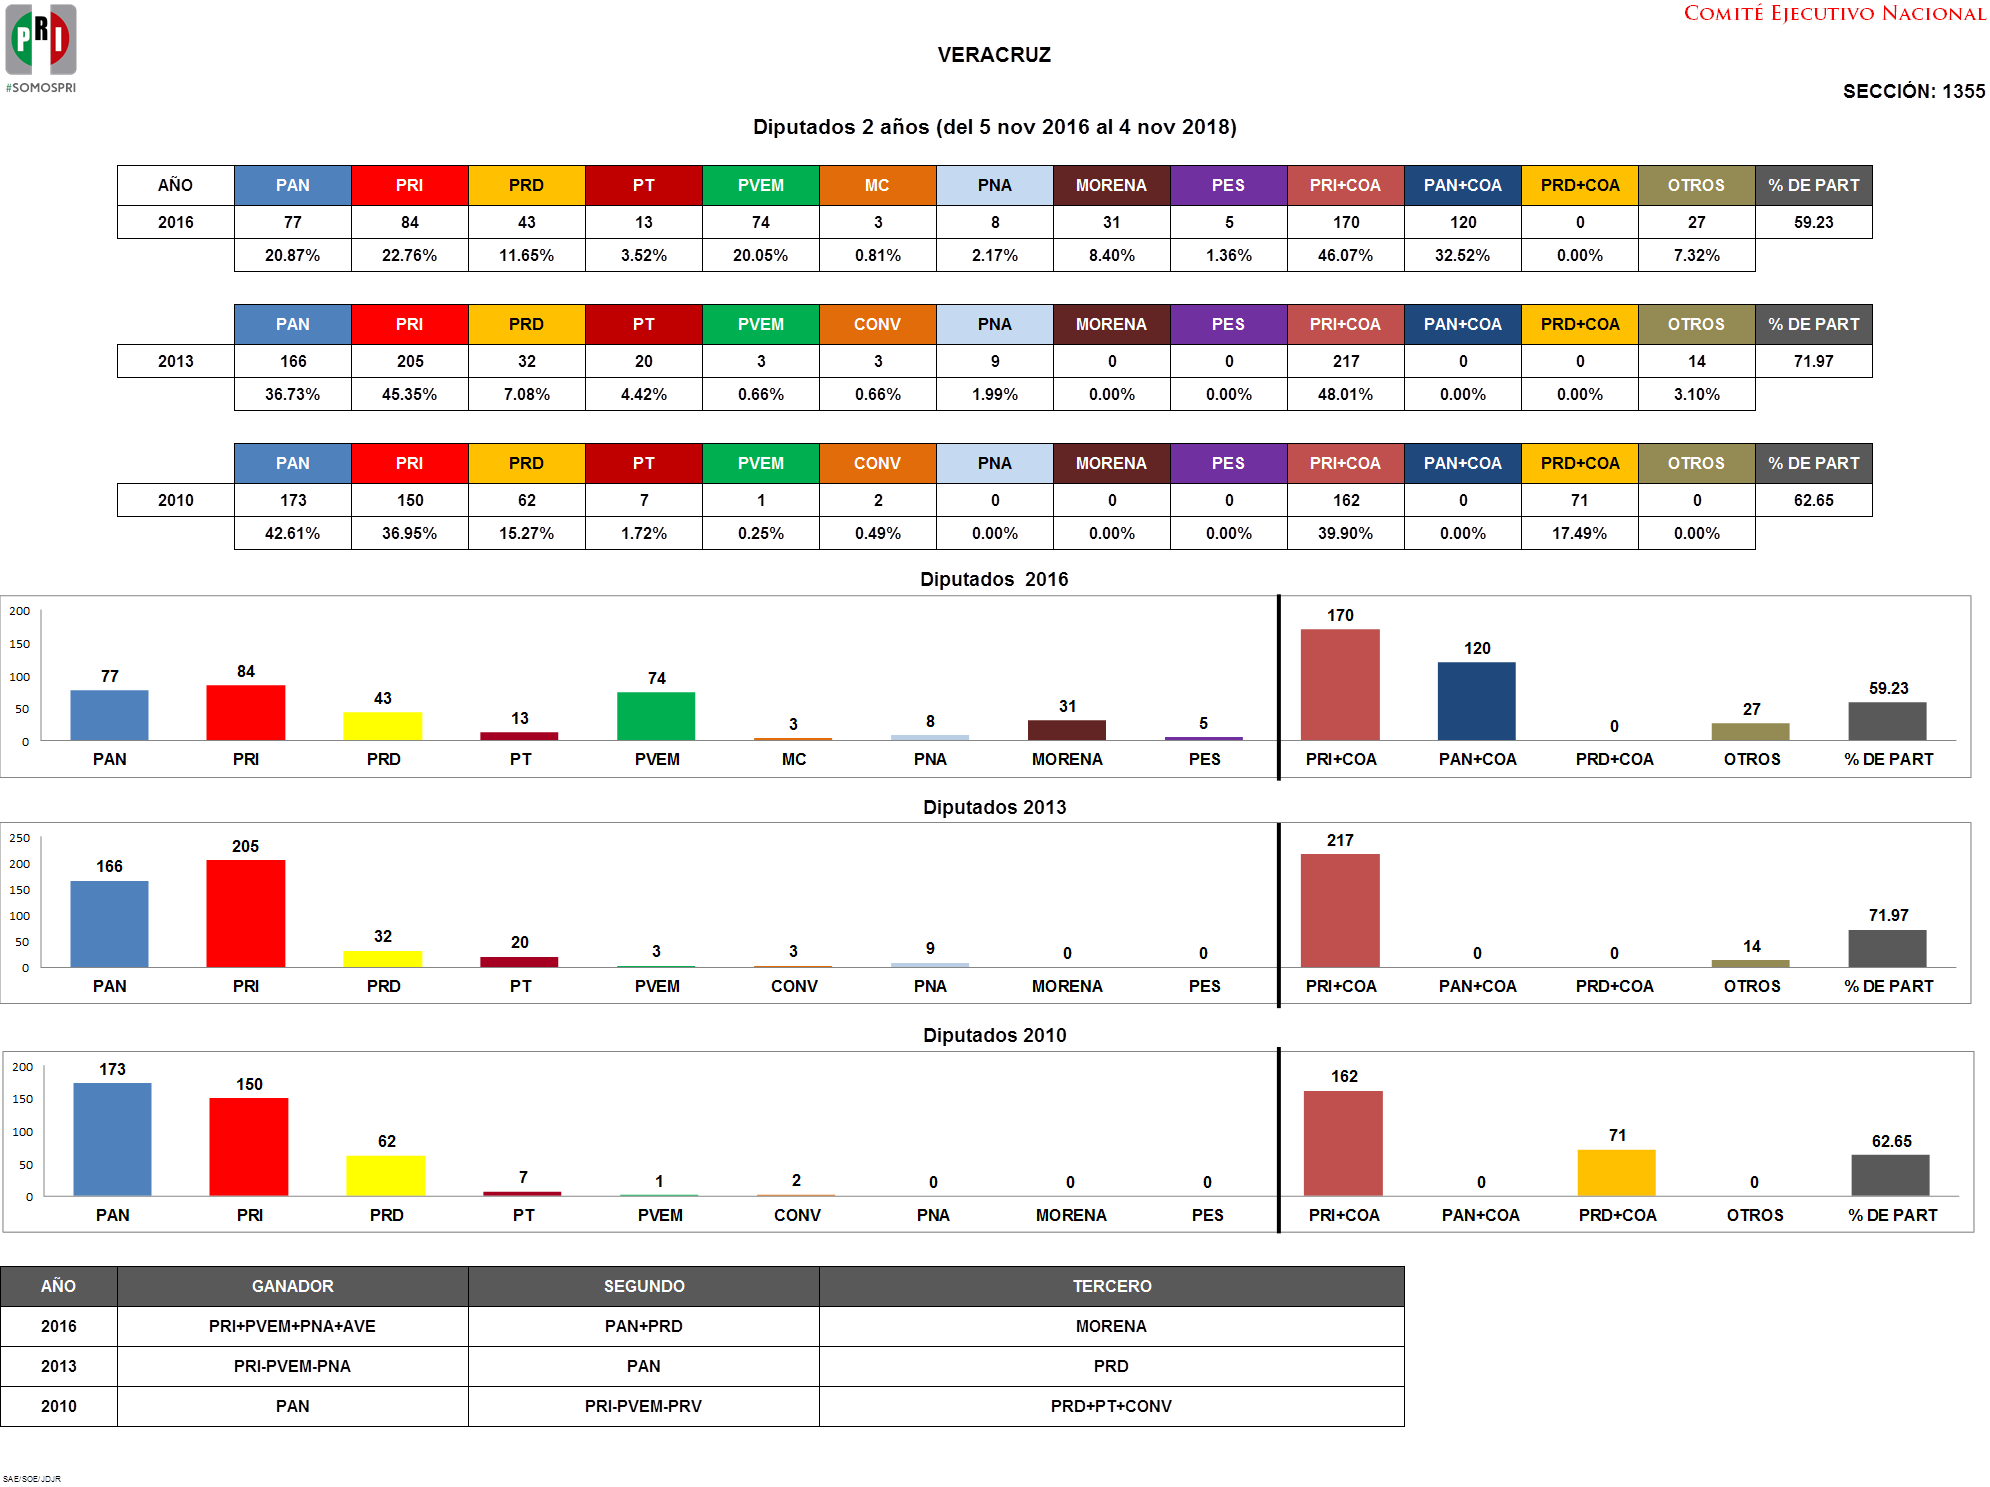 COMITÉ EJECUTIVO NACIONAL
PRI
#SOMOSPRI
VERACRUZ
SECCIÓN: 1355
Diputados 2 años (del 5 nov 2016 al 4 nov 2018)
AÑO PAN PRI PRD PT PVEM MC PNA MORENA PES PRI+COA PAN+COA PRD+COA OTROS % DE PART
2016 77 84 43 13 74 3 8 31 5 170 120 0 27 59.23
20.87% 22.76% 11.65% 3.52% 20.05% 0.81% 2.17% 8.40% 1.36% 46.07% 32.52% 0.00% 7.32%
PAN PRI PRD PT PVEM CONV PNA MORENA PES PRI+COA PAN+COA PRD+COA OTROS % DE PART
2013 166 205 32 20 3 3 9 0 0 217 0 0 14 71.97
36.73% 45.35% 7.08% 4.42% 0.66% 0.66% 1.99% 0.00% 0.00% 48.01% 0.00% 0.00% 3.10%
PAN PRI PRD PT PVEM CONV PNA MORENA PES PRI+COA PAN+COA PRD+COA OTROS % DE PART
2010 173 150 62 7 1 2 0 0 0 162 0 71 0 62.65
42.61% 36.95% 15.27% 1.72% 0.25% 0.49% 0.00% 0.00% 0.00% 39.90% 0.00% 17.49% 0.00%
Diputados 2016
200
150
100
50
0
77 84 43 13 74 3 8 31 5 170 120 0 27 59.23
PAN PRI PRD PT PVEM MC PNA MORENA PES PRI+COA PAN+COA PRD+COA OTROS % DE PART
Diputados 2013
250
200
150
100
50
0
166 205 32 20 3 3 9 0 0 217 0 0 14 71.97
PAN PRI PRD PT PVEM CONV PNA MORENA PES PRI+COA PAN+COA PRD+COA OTROS % DE PART
Diputados 2010
200
150
100
50
0
173 150 62 7 1 2 0 0 0 162 0 71 0 62.65
PAN PRI PRD PT PVEM CONV PNA MORENA PES PRI+COA PAN+COA PRD+COA OTROS % DE PART
AÑO GANADOR SEGUNDO TERCERO
2016 PRI+PVEM+PNA+AVE PAN+PRD MORENA
2013 PRI-PVEM-PNA PAN PRD
2010 PAN PRI-PVEM-PRV PRD+PT+CONV
SAE/SOE/JDJR